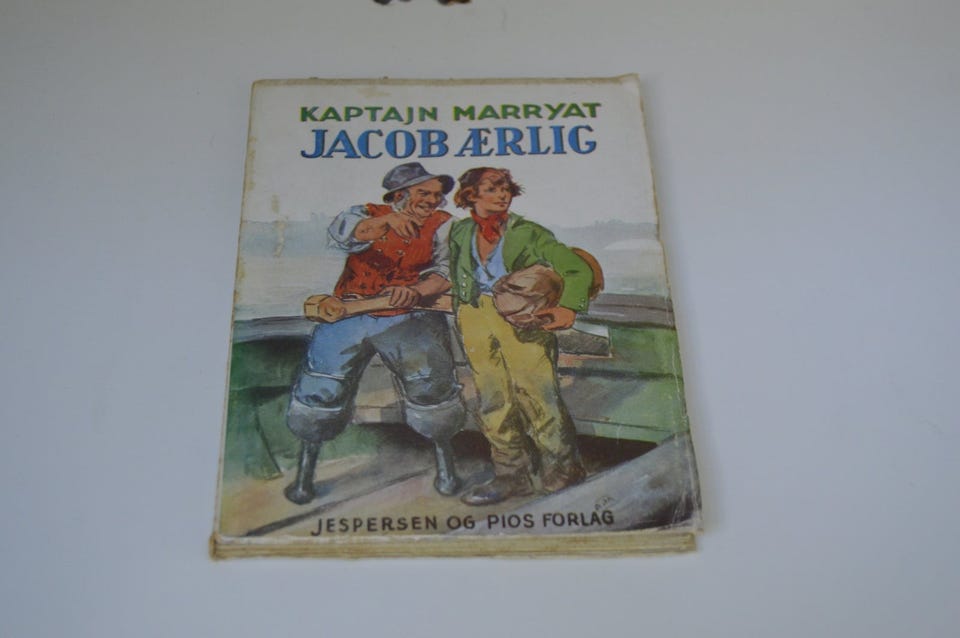 KAPTAJN MARRYAT
JACOB ÆRLIG
JESPERSEN OG PIOS FORLAG